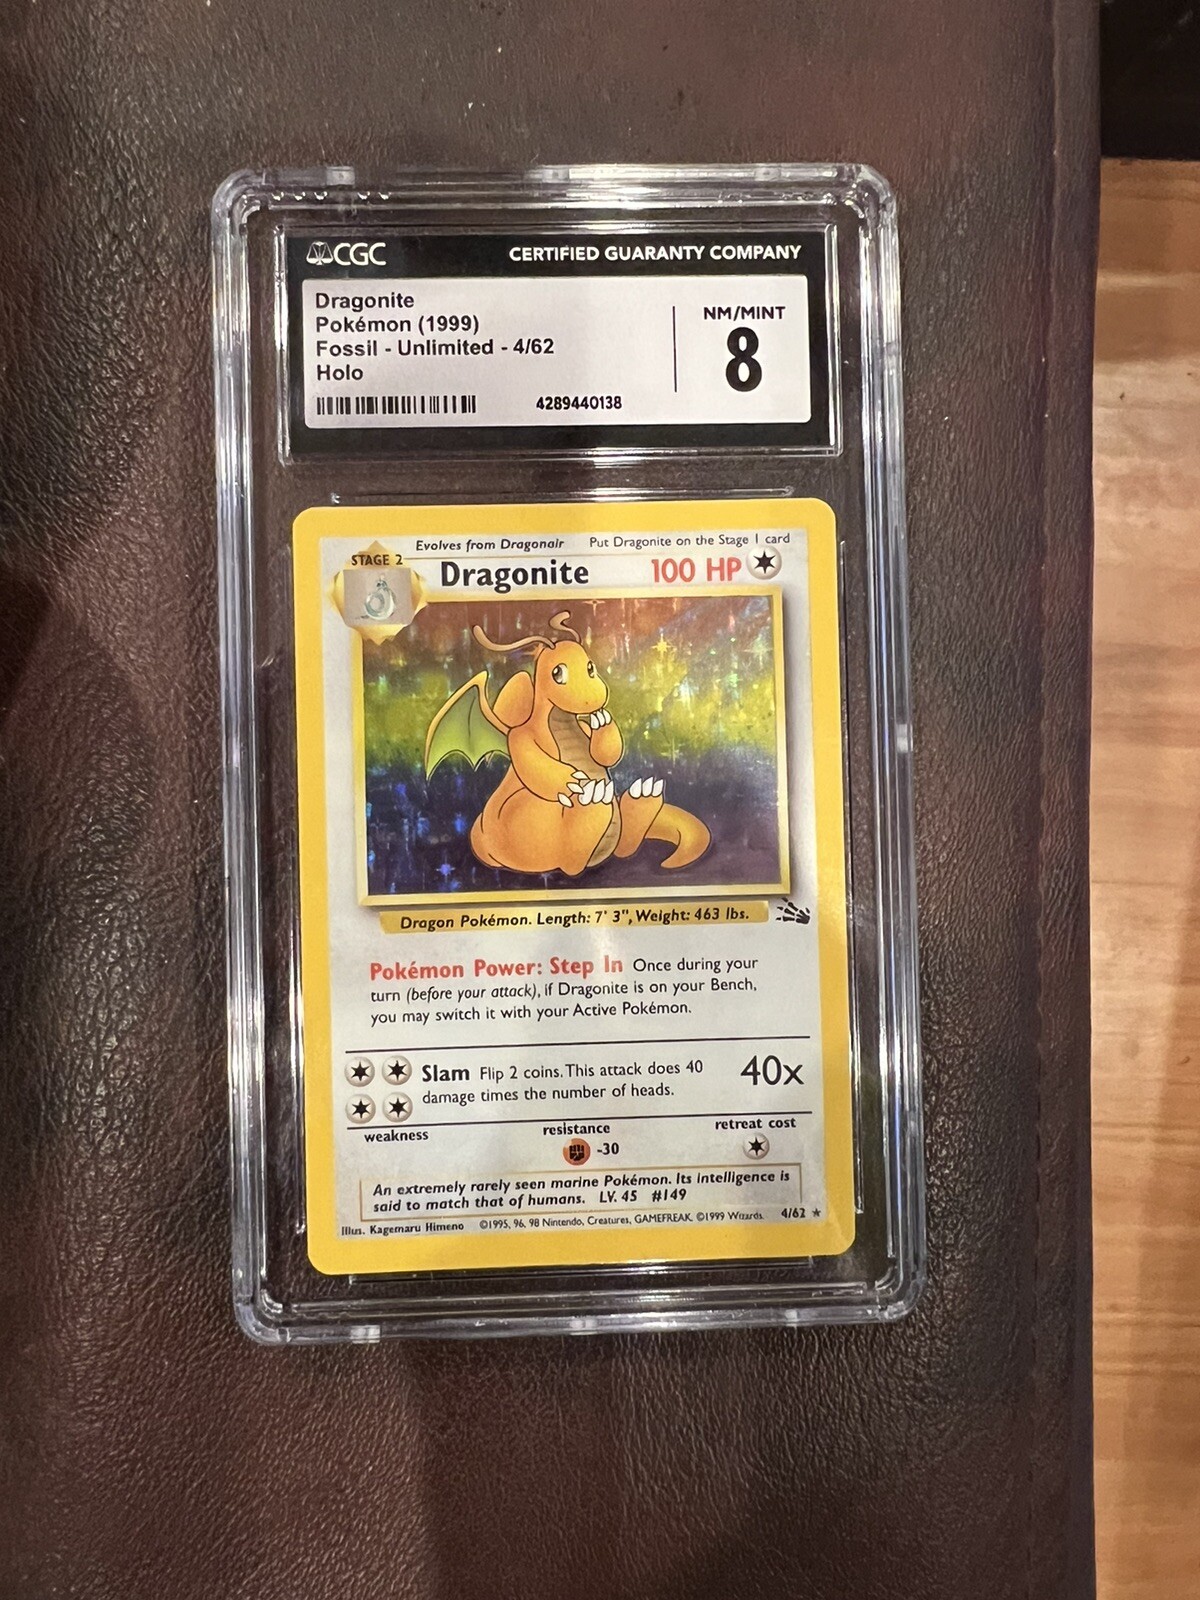 CGC CERTIFIED GUARANTY COMPANY
Dragonite
Pokémon (1999)
Fossil - Unlimited - 4/62
Holo
4289440138
NM/MINT
8
STAGE 2 Evolves from Dragonair Put Dragonite on the Stage 1 card
Dragonite 100 HP
Dragon Pokémon. Length: 7' 3", Weight: 463 lbs.
Pokémon Power: Step In Once during your
turn (before your attack), if Dragonite is on your Bench,
you may switch it with your Active Pokémon.
Slam Flip 2 coins. This attack does 40 40x
damage times the number of heads.
weakness resistance retreat cost
-30
An extremely rarely seen marine Pokémon. Its intelligence is
said to match that of humans. LV. 45 #149
Illus. Kagemaru Himeno ©1995, 96, 98 Nintendo, Creatures, GAMEFREAK. ©1999 Wizards. 4/62 ★